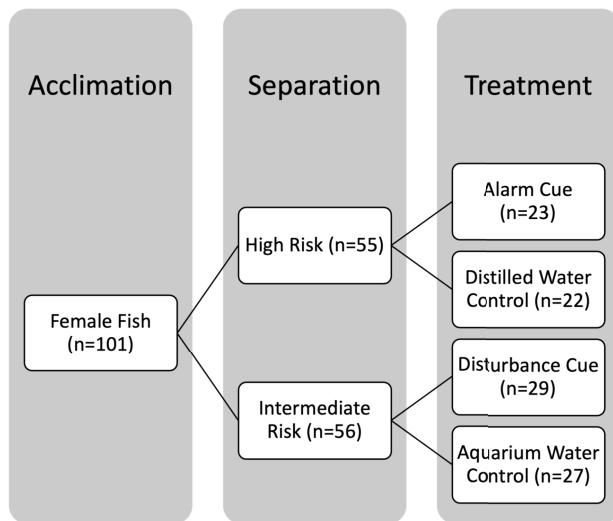 Acclimation
Separation
Treatment
Female Fish
(n=101)
High Risk (n=55)
Intermediate
Risk (n=56)
Alarm Cue
(n=23)
Distilled Water
Control (n=22)
Disturbance Cue
(n=29)
Aquarium Water
Control (n=27)